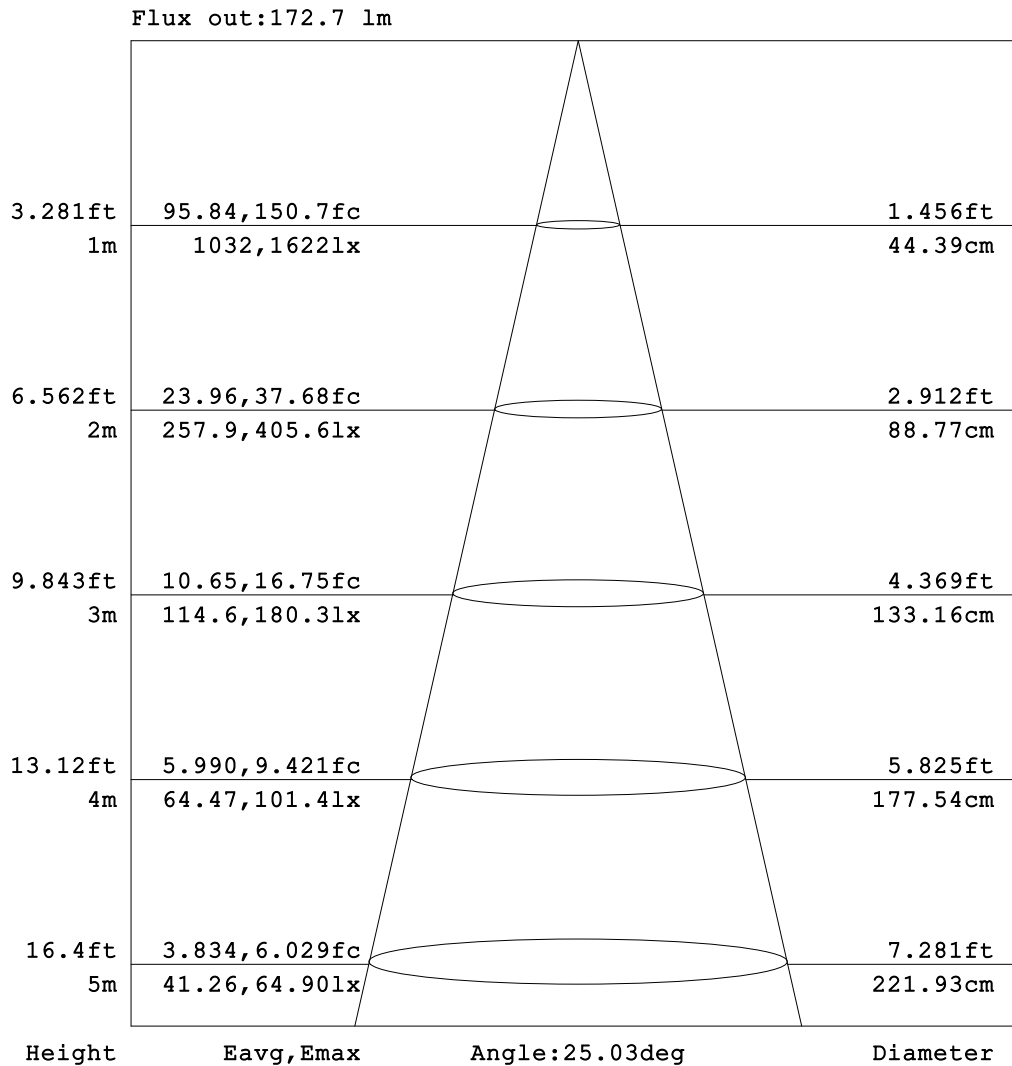 Flux out:172.7 lm
3.281ft 95.84,150.7fc 1.456ft
1m 1032,1622lx 44.39cm
6.562ft 23.96,37.68fc 2.912ft
2m 257.9,405.6lx 88.77cm
9.843ft 10.65,16.75fc 4.369ft
3m 114.6,180.3lx 133.16cm
13.12ft 5.990,9.421fc 5.825ft
4m 64.47,101.4lx 177.54cm
16.4ft 3.834,6.029fc 7.281ft
5m 41.26,64.90lx 221.93cm
Height Eavg,Emax Angle:25.03deg Diameter